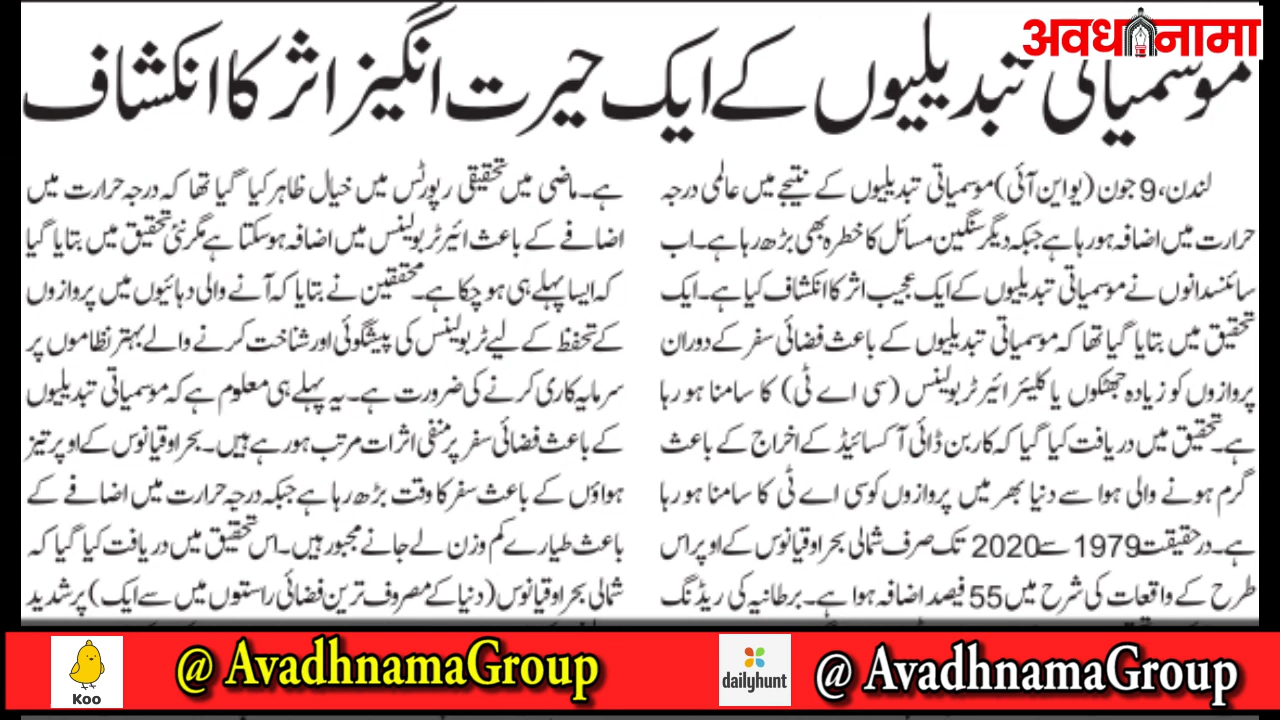 अवधनामा
موسمیاتی تبدیلیوں کے ایک حیرت انگیز اثر کا انکشاف
لندن، 9 جون (یو این آئی) موسمیاتی تبدیلیوں کے نتیجے میں عالمی درجہ
حرارت میں اضافہ ہو رہا ہے جبکہ دیگر سنگین مسائل کا خطرہ بھی بڑھ رہا ہے۔ اب
سائنسدانوں نے موسمیاتی تبدیلیوں کے ایک عجیب اثر کا انکشاف کیا ہے۔ ایک
تحقیق میں بتایا گیا تھا کہ موسمیاتی تبدیلیوں کے باعث فضائی سفر کے دوران
پروازوں کو زیادہ جھٹکوں یا کلیئر ائیر ٹربولینس (سی اے ٹی) کا سامنا ہو رہا
ہے۔ تحقیق میں دریافت کیا گیا کہ کاربن ڈائی آکسائیڈ کے اخراج کے باعث
گرم ہونے والی ہوا سے دنیا بھر میں پروازوں کو سی اے ٹی کا سامنا ہو رہا
ہے۔ درحقیقت 1979 سے 2020 تک صرف شمالی بحر اوقیانوس کے اوپر اس
طرح کے واقعات کی شرح میں 55 فیصد اضافہ ہوا ہے۔ برطانیہ کی ریڈنگ
ہے۔ ماضی میں تحقیقی رپورٹس میں خیال ظاہر کیا گیا تھا کہ درجہ حرارت میں
اضافے کے باعث ائیر ٹربولینس میں اضافہ ہو سکتا ہے مگر نئی تحقیق میں بتایا گیا
کہ ایسا پہلے ہی ہو چکا ہے۔ محققین نے بتایا کہ آنے والی دہائیوں میں پروازوں
کے تحفظ کے لیے ٹربولینس کی پیشگوئی اور شناخت کرنے والے بہتر نظاموں پر
سرمایہ کاری کرنے کی ضرورت ہے۔ یہ پہلے ہی معلوم ہے کہ موسمیاتی تبدیلیوں
کے باعث فضائی سفر پر منفی اثرات مرتب ہو رہے ہیں۔ بحر اوقیانوس کے اوپر تیز
ہواؤں کے باعث سفر کا وقت بڑھ رہا ہے جبکہ درجہ حرارت میں اضافے کے
باعث طیارے کم وزن لے جانے مجبور ہیں۔ اس تحقیق میں دریافت کیا گیا کہ
شمالی بحر اوقیانوس (دنیا کے مصروف ترین فضائی راستوں میں سے ایک) پر شدید
Koo
@ AvadhnamaGroup
dailyhunt
@ AvadhnamaGroup